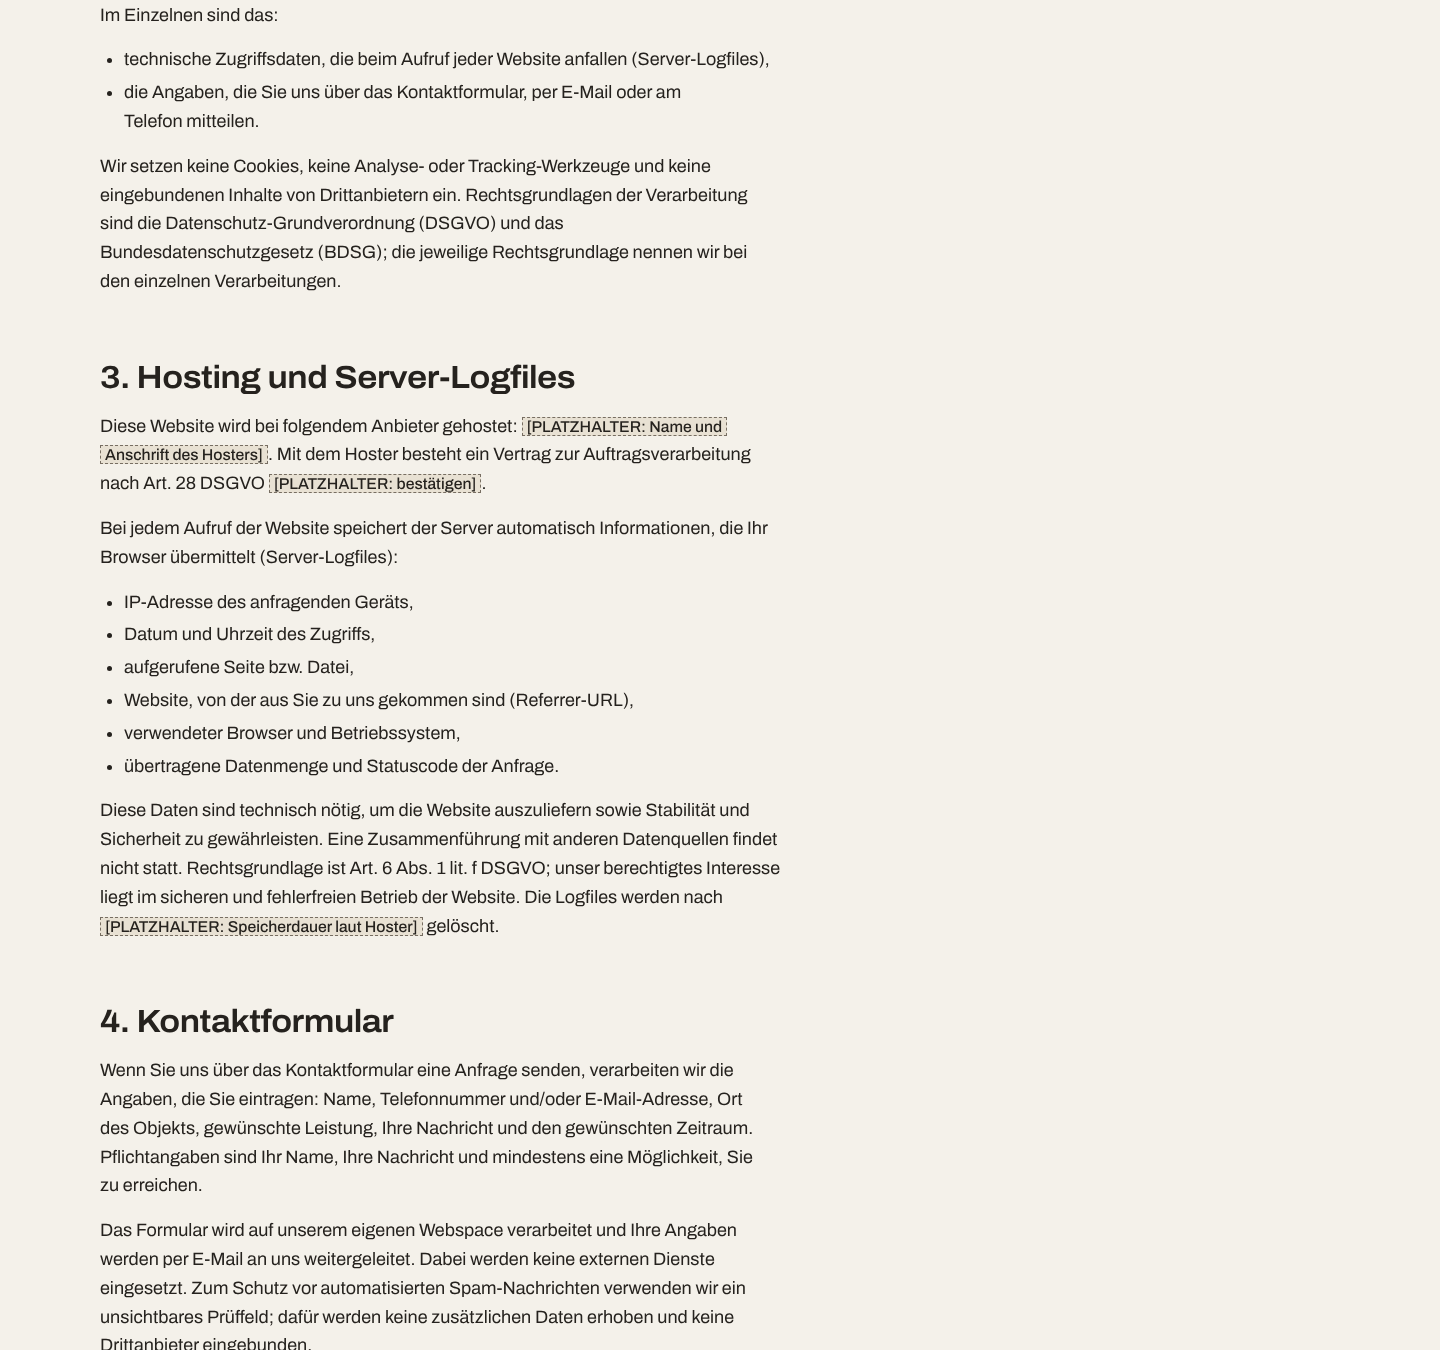 Im Einzelnen sind das:
• technische Zugriffsdaten, die beim Aufruf jeder Website anfallen (Server-Logfiles),
• die Angaben, die Sie uns über das Kontaktformular, per E-Mail oder am
Telefon mitteilen.
Wir setzen keine Cookies, keine Analyse- oder Tracking-Werkzeuge und keine
eingebundenen Inhalte von Drittanbietern ein. Rechtsgrundlagen der Verarbeitung
sind die Datenschutz-Grundverordnung (DSGVO) und das
Bundesdatenschutzgesetz (BDSG); die jeweilige Rechtsgrundlage nennen wir bei
den einzelnen Verarbeitungen.
3. Hosting und Server-Logfiles
Diese Website wird bei folgendem Anbieter gehostet: [PLATZHALTER: Name und
Anschrift des Hosters]. Mit dem Hoster besteht ein Vertrag zur Auftragsverarbeitung
nach Art. 28 DSGVO [PLATZHALTER: bestätigen].
Bei jedem Aufruf der Website speichert der Server automatisch Informationen, die Ihr
Browser übermittelt (Server-Logfiles):
• IP-Adresse des anfragenden Geräts,
• Datum und Uhrzeit des Zugriffs,
• aufgerufene Seite bzw. Datei,
• Website, von der aus Sie zu uns gekommen sind (Referrer-URL),
• verwendeter Browser und Betriebssystem,
• übertragene Datenmenge und Statuscode der Anfrage.
Diese Daten sind technisch nötig, um die Website auszuliefern sowie Stabilität und
Sicherheit zu gewährleisten. Eine Zusammenführung mit anderen Datenquellen findet
nicht statt. Rechtsgrundlage ist Art. 6 Abs. 1 lit. f DSGVO; unser berechtigtes Interesse
liegt im sicheren und fehlerfreien Betrieb der Website. Die Logfiles werden nach
[PLATZHALTER: Speicherdauer laut Hoster] gelöscht.
4. Kontaktformular
Wenn Sie uns über das Kontaktformular eine Anfrage senden, verarbeiten wir die
Angaben, die Sie eintragen: Name, Telefonnummer und/oder E-Mail-Adresse, Ort
des Objekts, gewünschte Leistung, Ihre Nachricht und den gewünschten Zeitraum.
Pflichtangaben sind Ihr Name, Ihre Nachricht und mindestens eine Möglichkeit, Sie
zu erreichen.
Das Formular wird auf unserem eigenen Webspace verarbeitet und Ihre Angaben
werden per E-Mail an uns weitergeleitet. Dabei werden keine externen Dienste
eingesetzt. Zum Schutz vor automatisierten Spam-Nachrichten verwenden wir ein
unsichtbares Prüffeld; dafür werden keine zusätzlichen Daten erhoben und keine
Drittanbieter eingebunden.